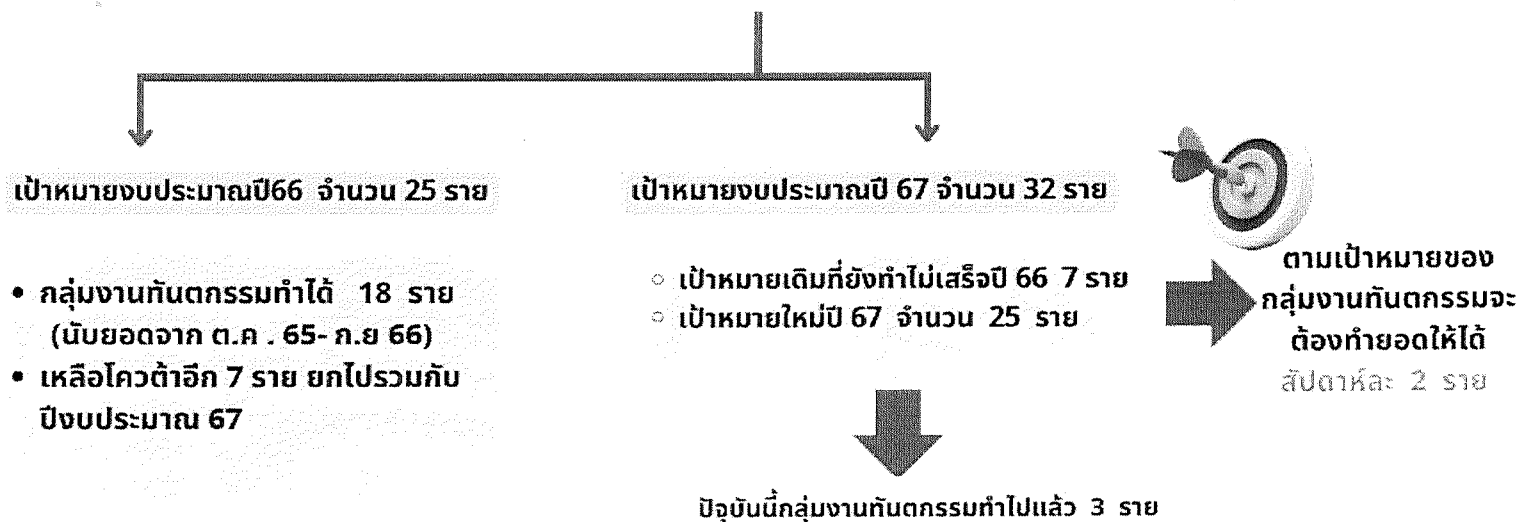 เป้าหมายงบประมาณปี66 จำนวน 25 ราย
• กลุ่มงานทันตกรรมทำได้ 18 ราย
(นับยอดจาก ต.ค . 65- ก.ย 66)
• เหลือโควต้าอีก 7 ราย ยกไปรวมกับ
ปีงบประมาณ 67
เป้าหมายงบประมาณปี 67 จำนวน 32 ราย
○ เป้าหมายเดิมที่ยังทำไม่เสร็จปี 66 7 ราย
○ เป้าหมายใหม่ปี 67 จำนวน 25 ราย
ตามเป้าหมายของ
กลุ่มงานทันตกรรมจะ
ต้องทำยอดให้ได้
สัปดาห์ละ 2 ราย
ปัจจุบันนี้กลุ่มงานทันตกรรมทำไปแล้ว 3 ราย